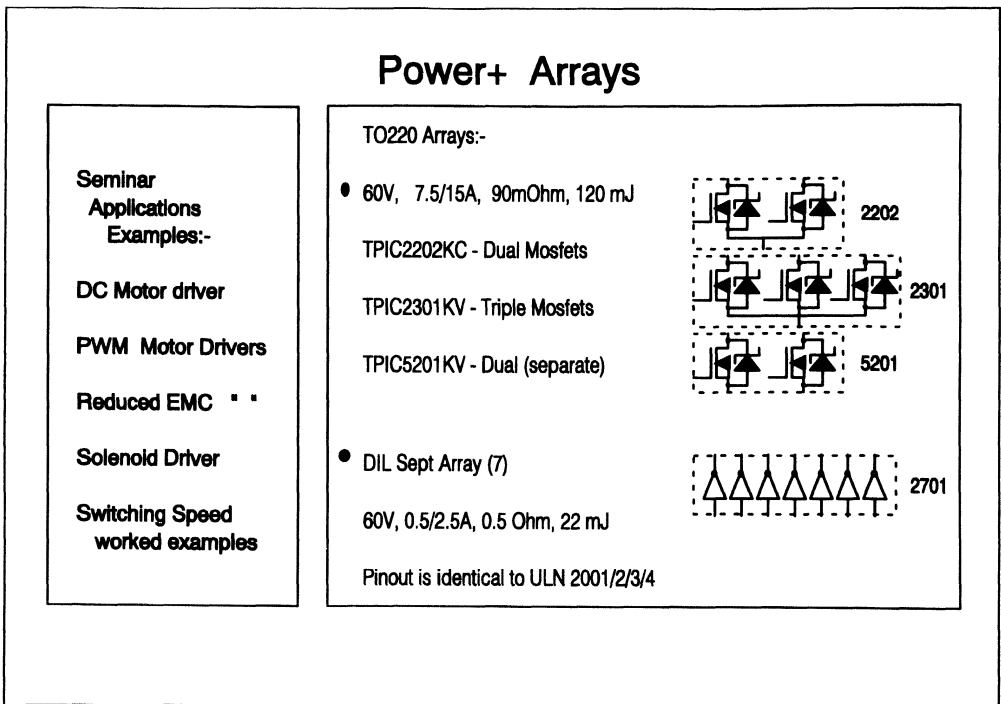 Power+ Arrays
Seminar
Applications
Examples:-
DC Motor driver
PWM Motor Drivers
Reduced EMC " "
Solenoid Driver
Switching Speed
worked examples
TO220 Arrays:-
● 60V, 7.5/15A, 90mOhm, 120 mJ
TPIC2202KC - Dual Mosfets
TPIC2301KV - Triple Mosfets
TPIC5201KV - Dual (separate)
● DIL Sept Array (7)
60V, 0.5/2.5A, 0.5 Ohm, 22 mJ
Pinout is identical to ULN 2001/2/3/4
2202
2301
5201
2701